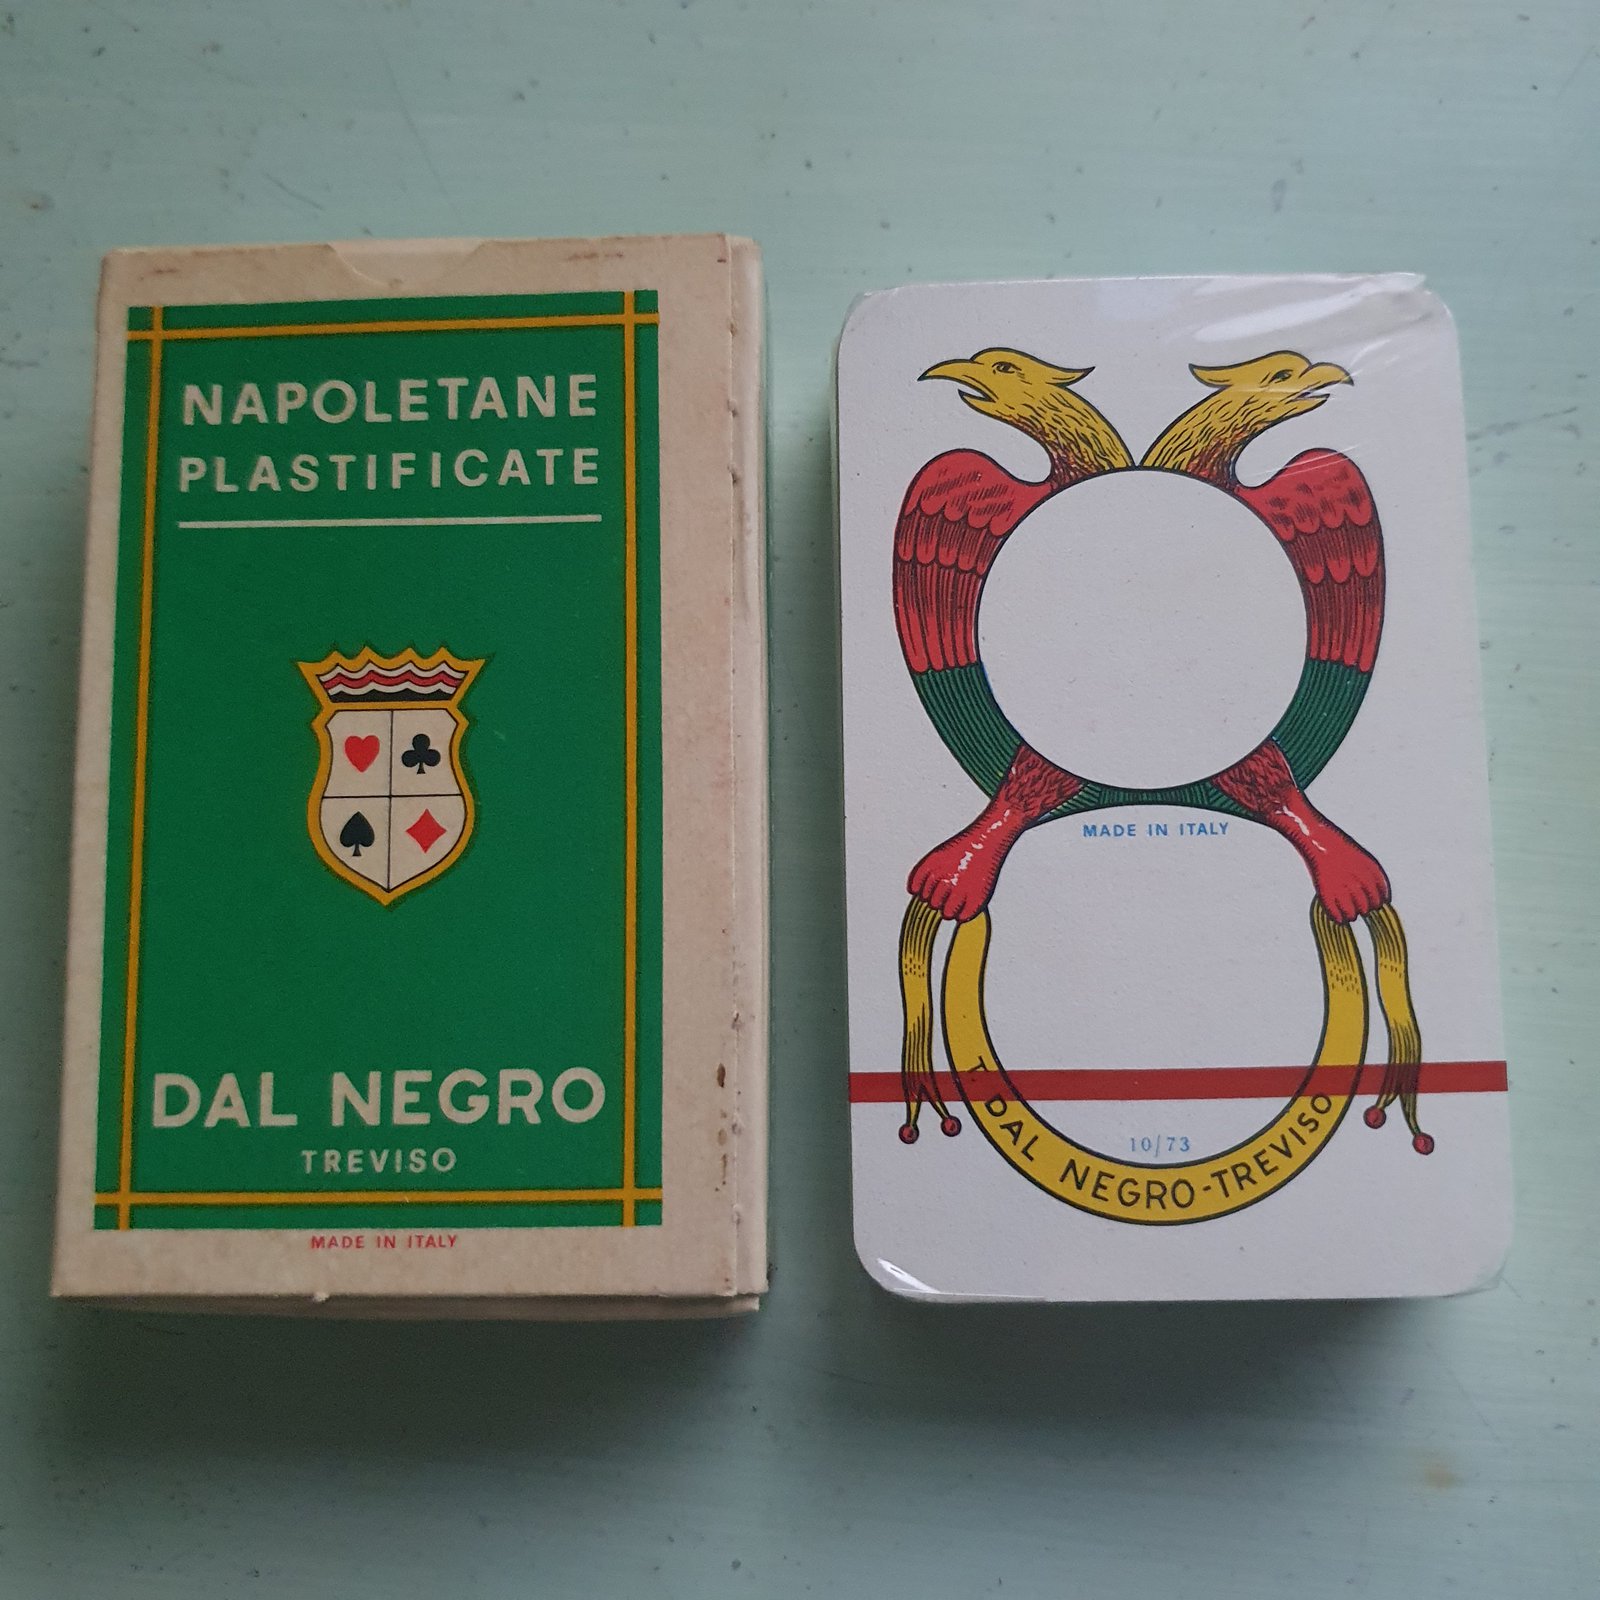 NAPOLETANE
PLASTIFICATE
DAL NEGRO
TREVISO
MADE IN ITALY
MADE IN ITALY
10/73
T. DAL NEGRO-TREVISO